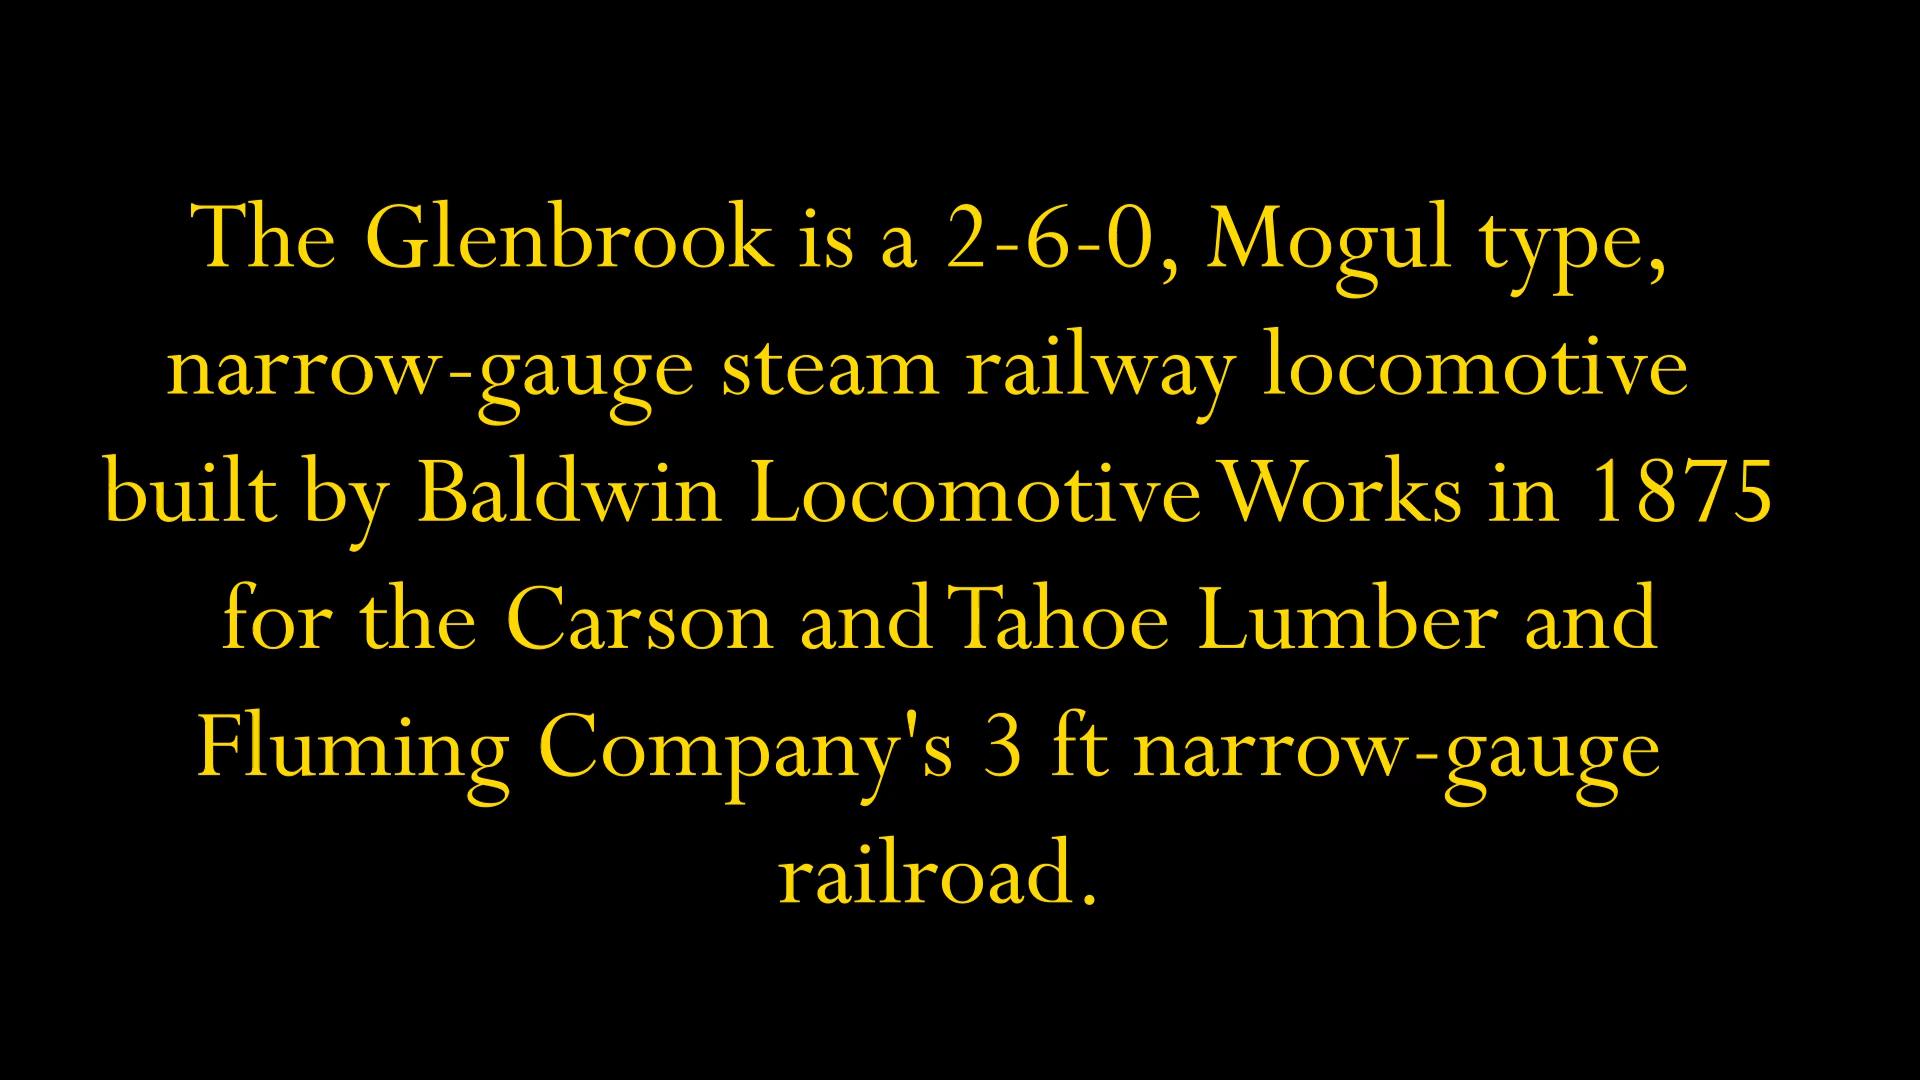 The Glenbrook is a 2-6-0, Mogul type,
narrow-gauge steam railway locomotive
built by Baldwin Locomotive Works in 1875
for the Carson and Tahoe Lumber and
Fluming Company's 3 ft narrow-gauge
railroad.